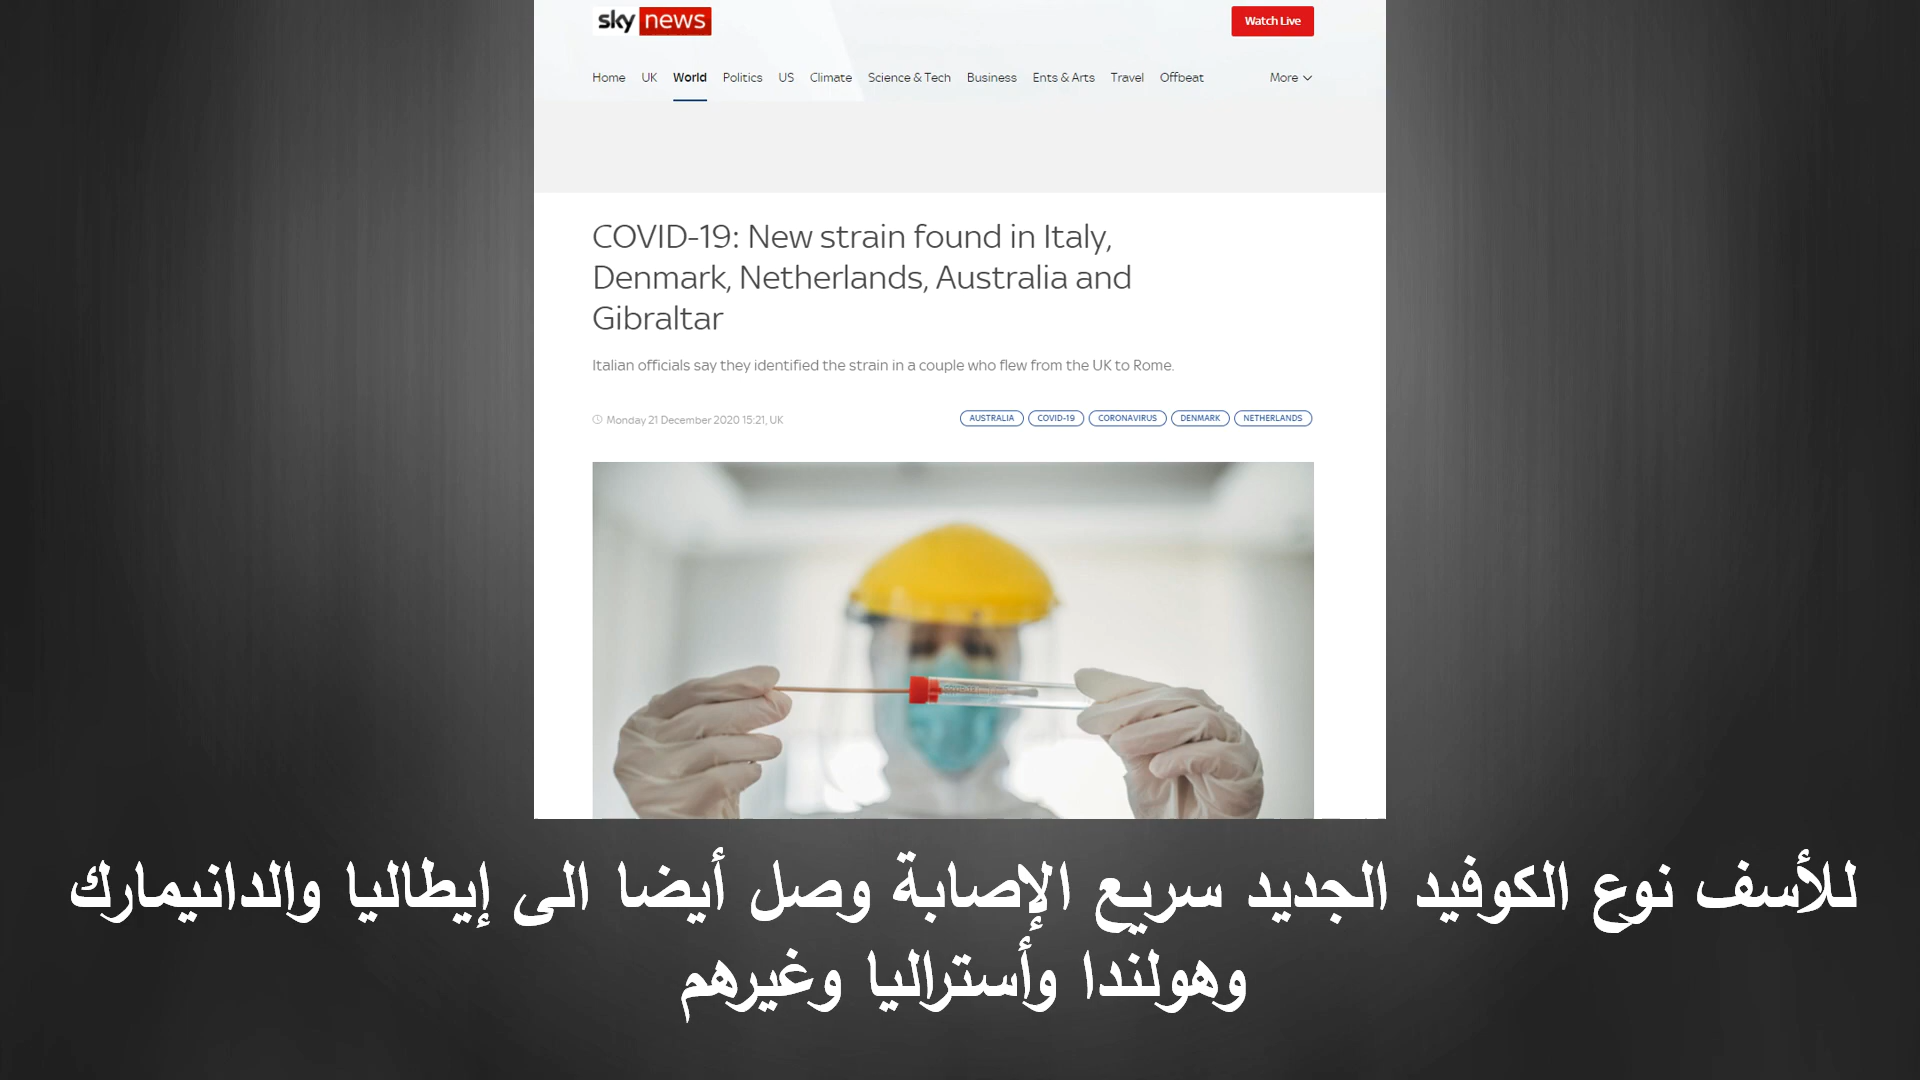 sky news
Watch Live
Home UK World Politics US Climate Science & Tech Business Ents & Arts Travel Offbeat More
COVID-19: New strain found in Italy,
Denmark, Netherlands, Australia and
Gibraltar
Italian officials say they identified the strain in a couple who flew from the UK to Rome.
Monday 21 December 2020 15:21, UK
AUSTRALIA COVID-19 CORONAVIRUS DENMARK NETHERLANDS
للأسف نوع الكوفيد الجديد سريع الإصابة وصل أيضا الى إيطاليا والدانيمارك
وهولندا وأستراليا وغيرهم